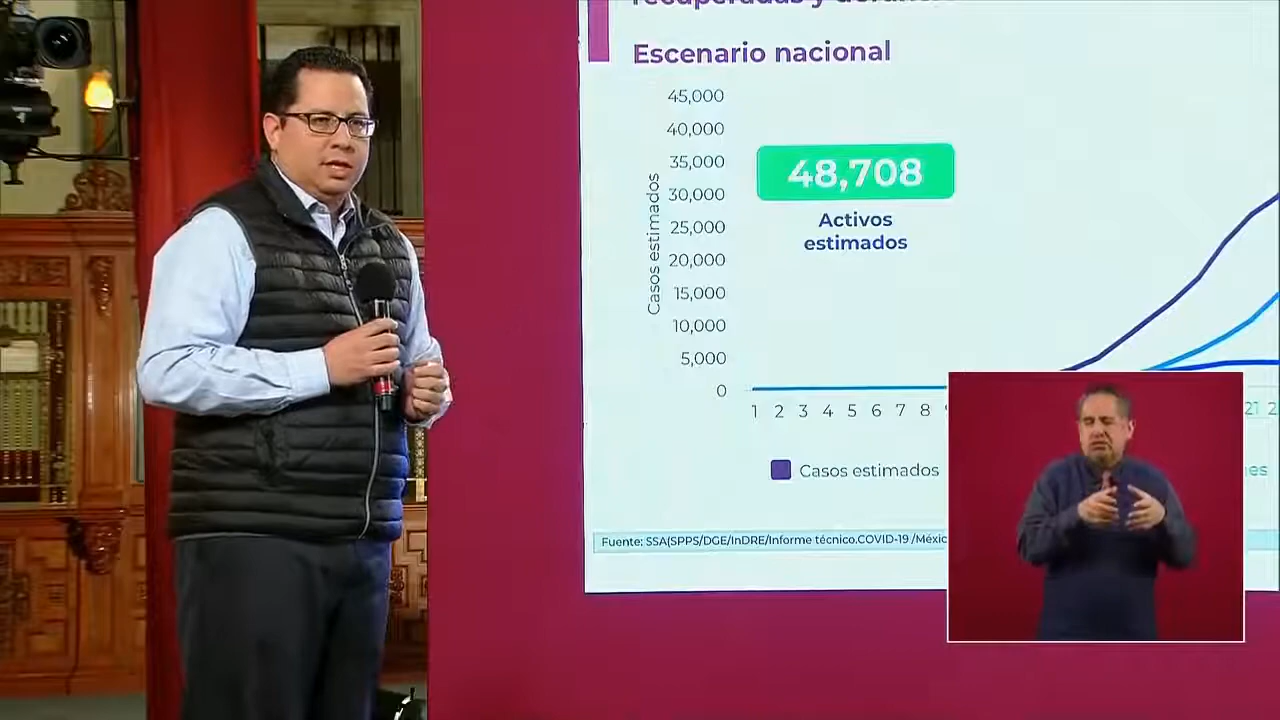 Escenario nacional
45,000
40,000
35,000
30,000
25,000
20,000
15,000
10,000
5,000
0
Casos estimados
48,708
Activos
estimados
1 2 3 4 5 6 7 8
21 2
Casos estimados
Fuente: SSA(SPPS/DGE/InDRE/Informe técnico.COVID-19 /Méxic